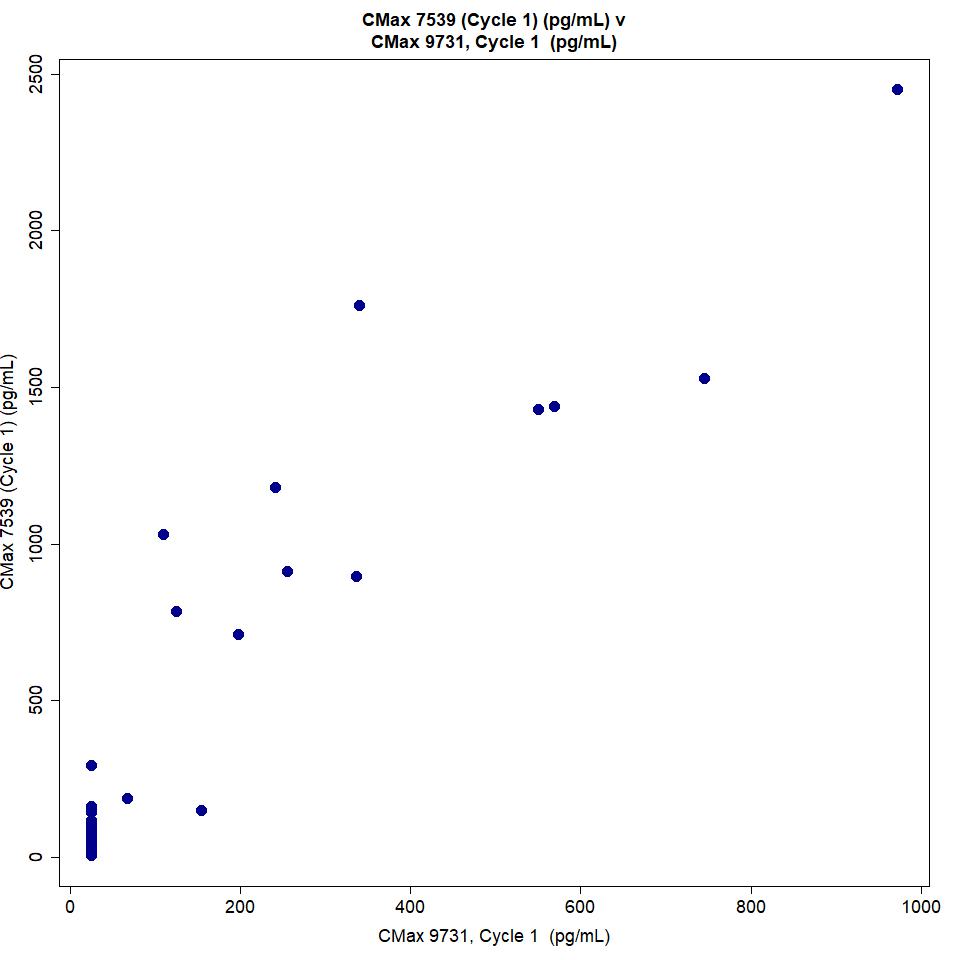 CMax 7539 (Cycle 1) (pg/mL) v
CMax 9731, Cycle 1 (pg/mL)
2500
2000
1500
1000
500
0
CMax 7539 (Cycle 1) (pg/mL)
0 200 400 600 800 1000
CMax 9731, Cycle 1 (pg/mL)